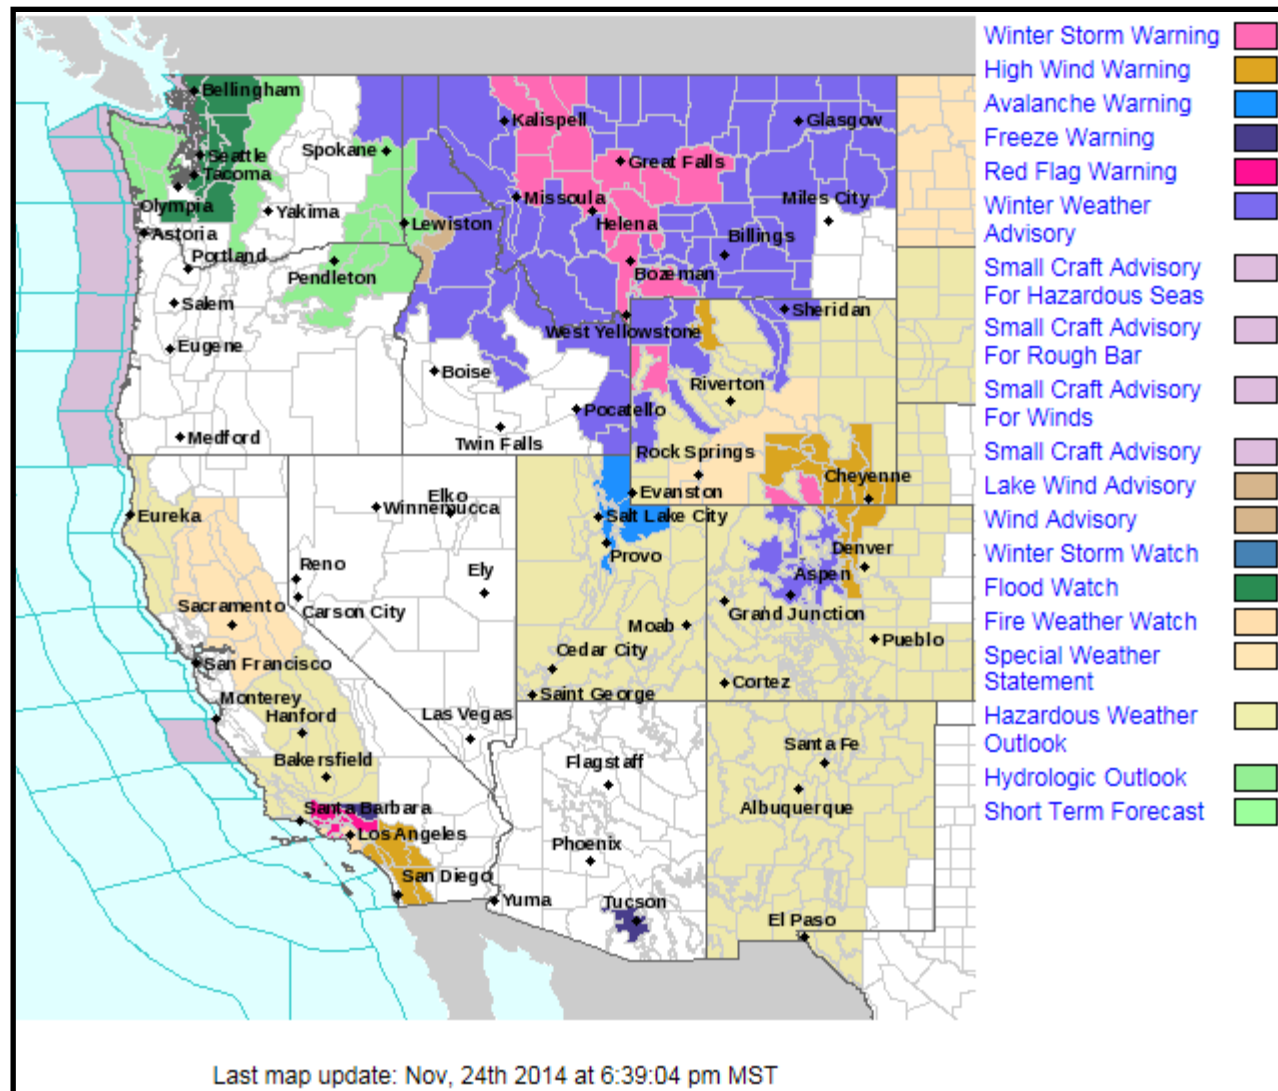 Winter Storm Warning
High Wind Warning
Avalanche Warning
Freeze Warning
Red Flag Warning
Winter Weather
Advisory
Small Craft Advisory
For Hazardous Seas
Small Craft Advisory
For Rough Bar
Small Craft Advisory
For Winds
Small Craft Advisory
Lake Wind Advisory
Wind Advisory
Winter Storm Watch
Flood Watch
Fire Weather Watch
Special Weather
Statement
Hazardous Weather
Outlook
Hydrologic Outlook
Short Term Forecast
Bellingham
Kalispell
Glasgow
Spokane
Seattle
Great Falls
Tacoma
Missoula
Miles City
Olympia
Yakima
Lewiston
Helena
Astoria
Billings
Portland
Pendleton
Bozeman
Salem
West Yellowstone
Sheridan
Eugene
Boise
Riverton
Pocatello
Medford
Twin Falls
Rock Springs
Cheyenne
Evanston
Elko
Winnemucca
Eureka
Salt Lake City
Provo
Denver
Reno
Ely
Aspen
Sacramento
Carson City
Grand Junction
Moab
Pueblo
Cedar City
San Francisco
Cortez
Saint George
Monterey
Hanford
Las Vegas
Santa Fe
Bakersfield
Flagstaff
Albuquerque
Santa Barbara
Los Angeles
Phoenix
San Diego
Yuma
Tucson
El Paso
Last map update: Nov, 24th 2014 at 6:39:04 pm MST